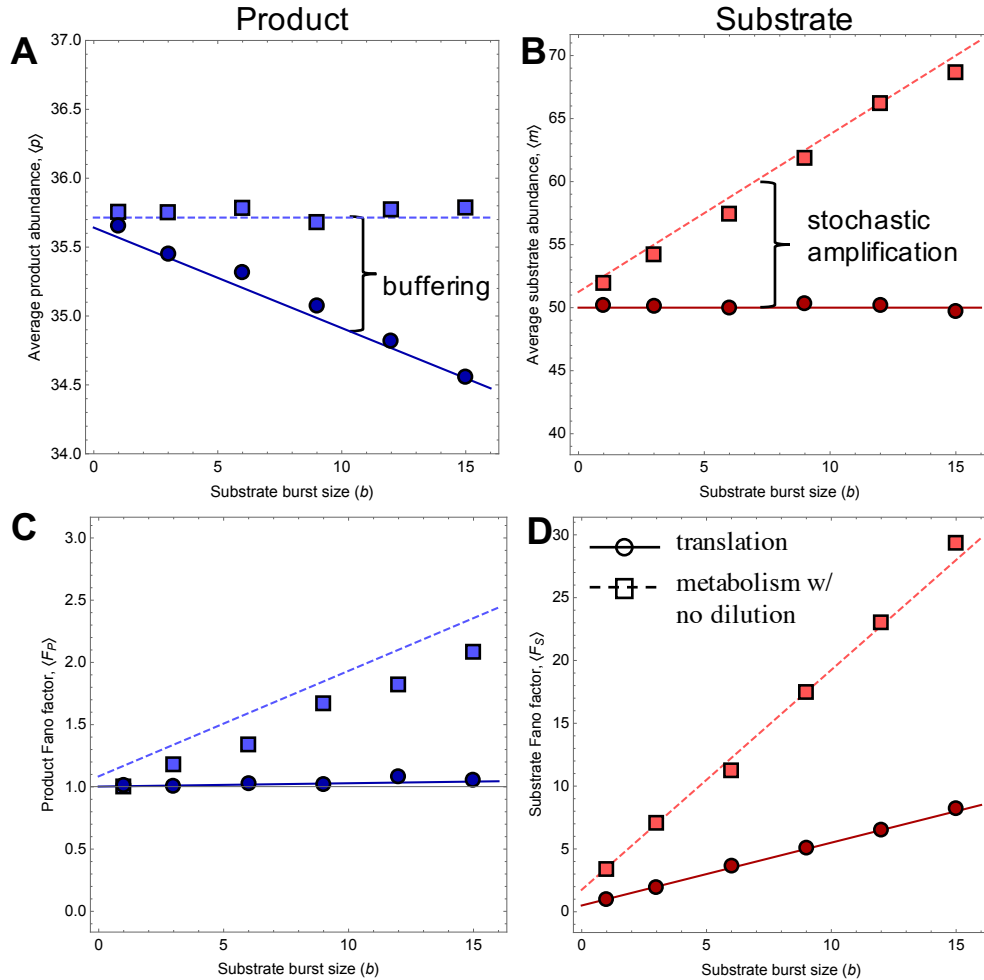 Product
Substrate
A
37.0
36.5
36.0
35.5
35.0
34.5
34.0
Average product abundance, ⟨p⟩
buffering
0
5
10
15
Substrate burst size (b)
B
70
65
60
55
50
45
40
Average substrate abundance, ⟨m⟩
stochastic
amplification
0
5
10
15
Substrate burst size (b)
C
3.0
2.5
2.0
1.5
1.0
0.5
0.0
Product Fano factor, ⟨F_P⟩
0
5
10
15
Substrate burst size (b)
D
30
25
20
15
10
5
0
Substrate Fano factor, ⟨F_S⟩
translation
metabolism w/
no dilution
0
5
10
15
Substrate burst size (b)